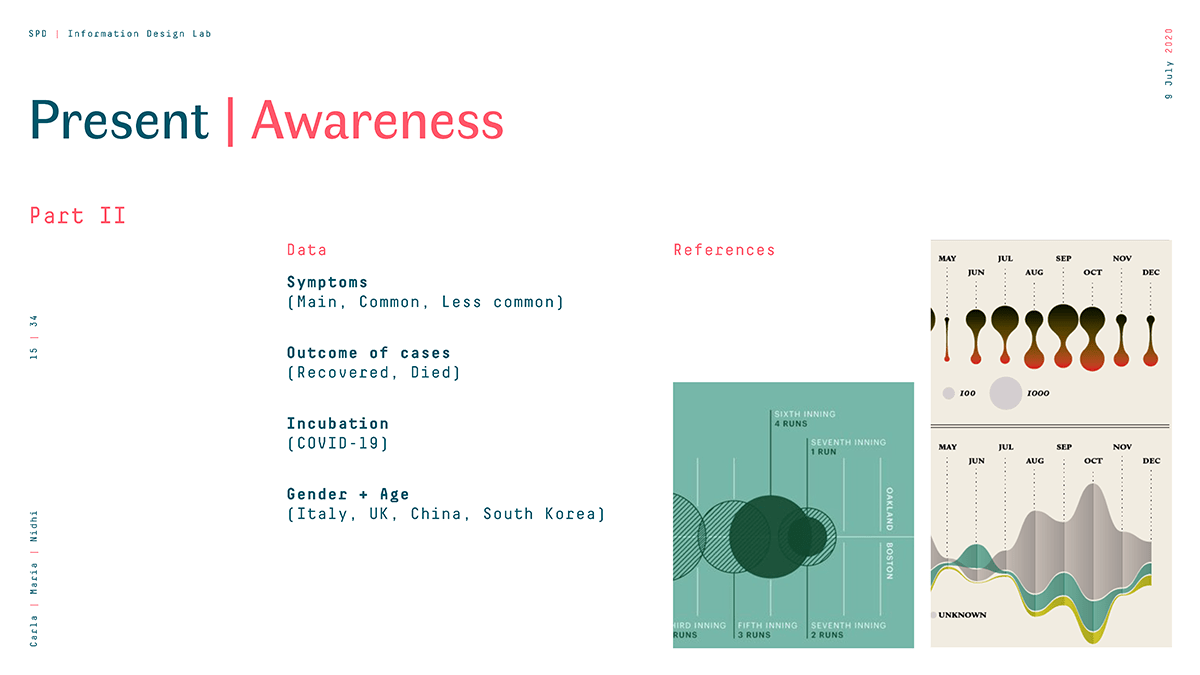 SPD | Information Design Lab
9 July 2020
Present | Awareness
Part II
Data
Symptoms
(Main, Common, Less common)
Outcome of cases
(Recovered, Died)
Incubation
(COVID-19)
Gender + Age
(Italy, UK, China, South Korea)
References
SIXTH INNING
4 RUNS
SEVENTH INNING
1 RUN
OAKLAND
BOSTON
HIRD INNING
RUNS
FIFTH INNING
3 RUNS
SEVENTH INNING
2 RUNS
MAY JUL SEP NOV
JUN AUG OCT DEC
100 1000
MAY JUL SEP NOV
JUN AUG OCT DEC
UNKNOWN
15 | 34
Carla | Maria | Nidhi